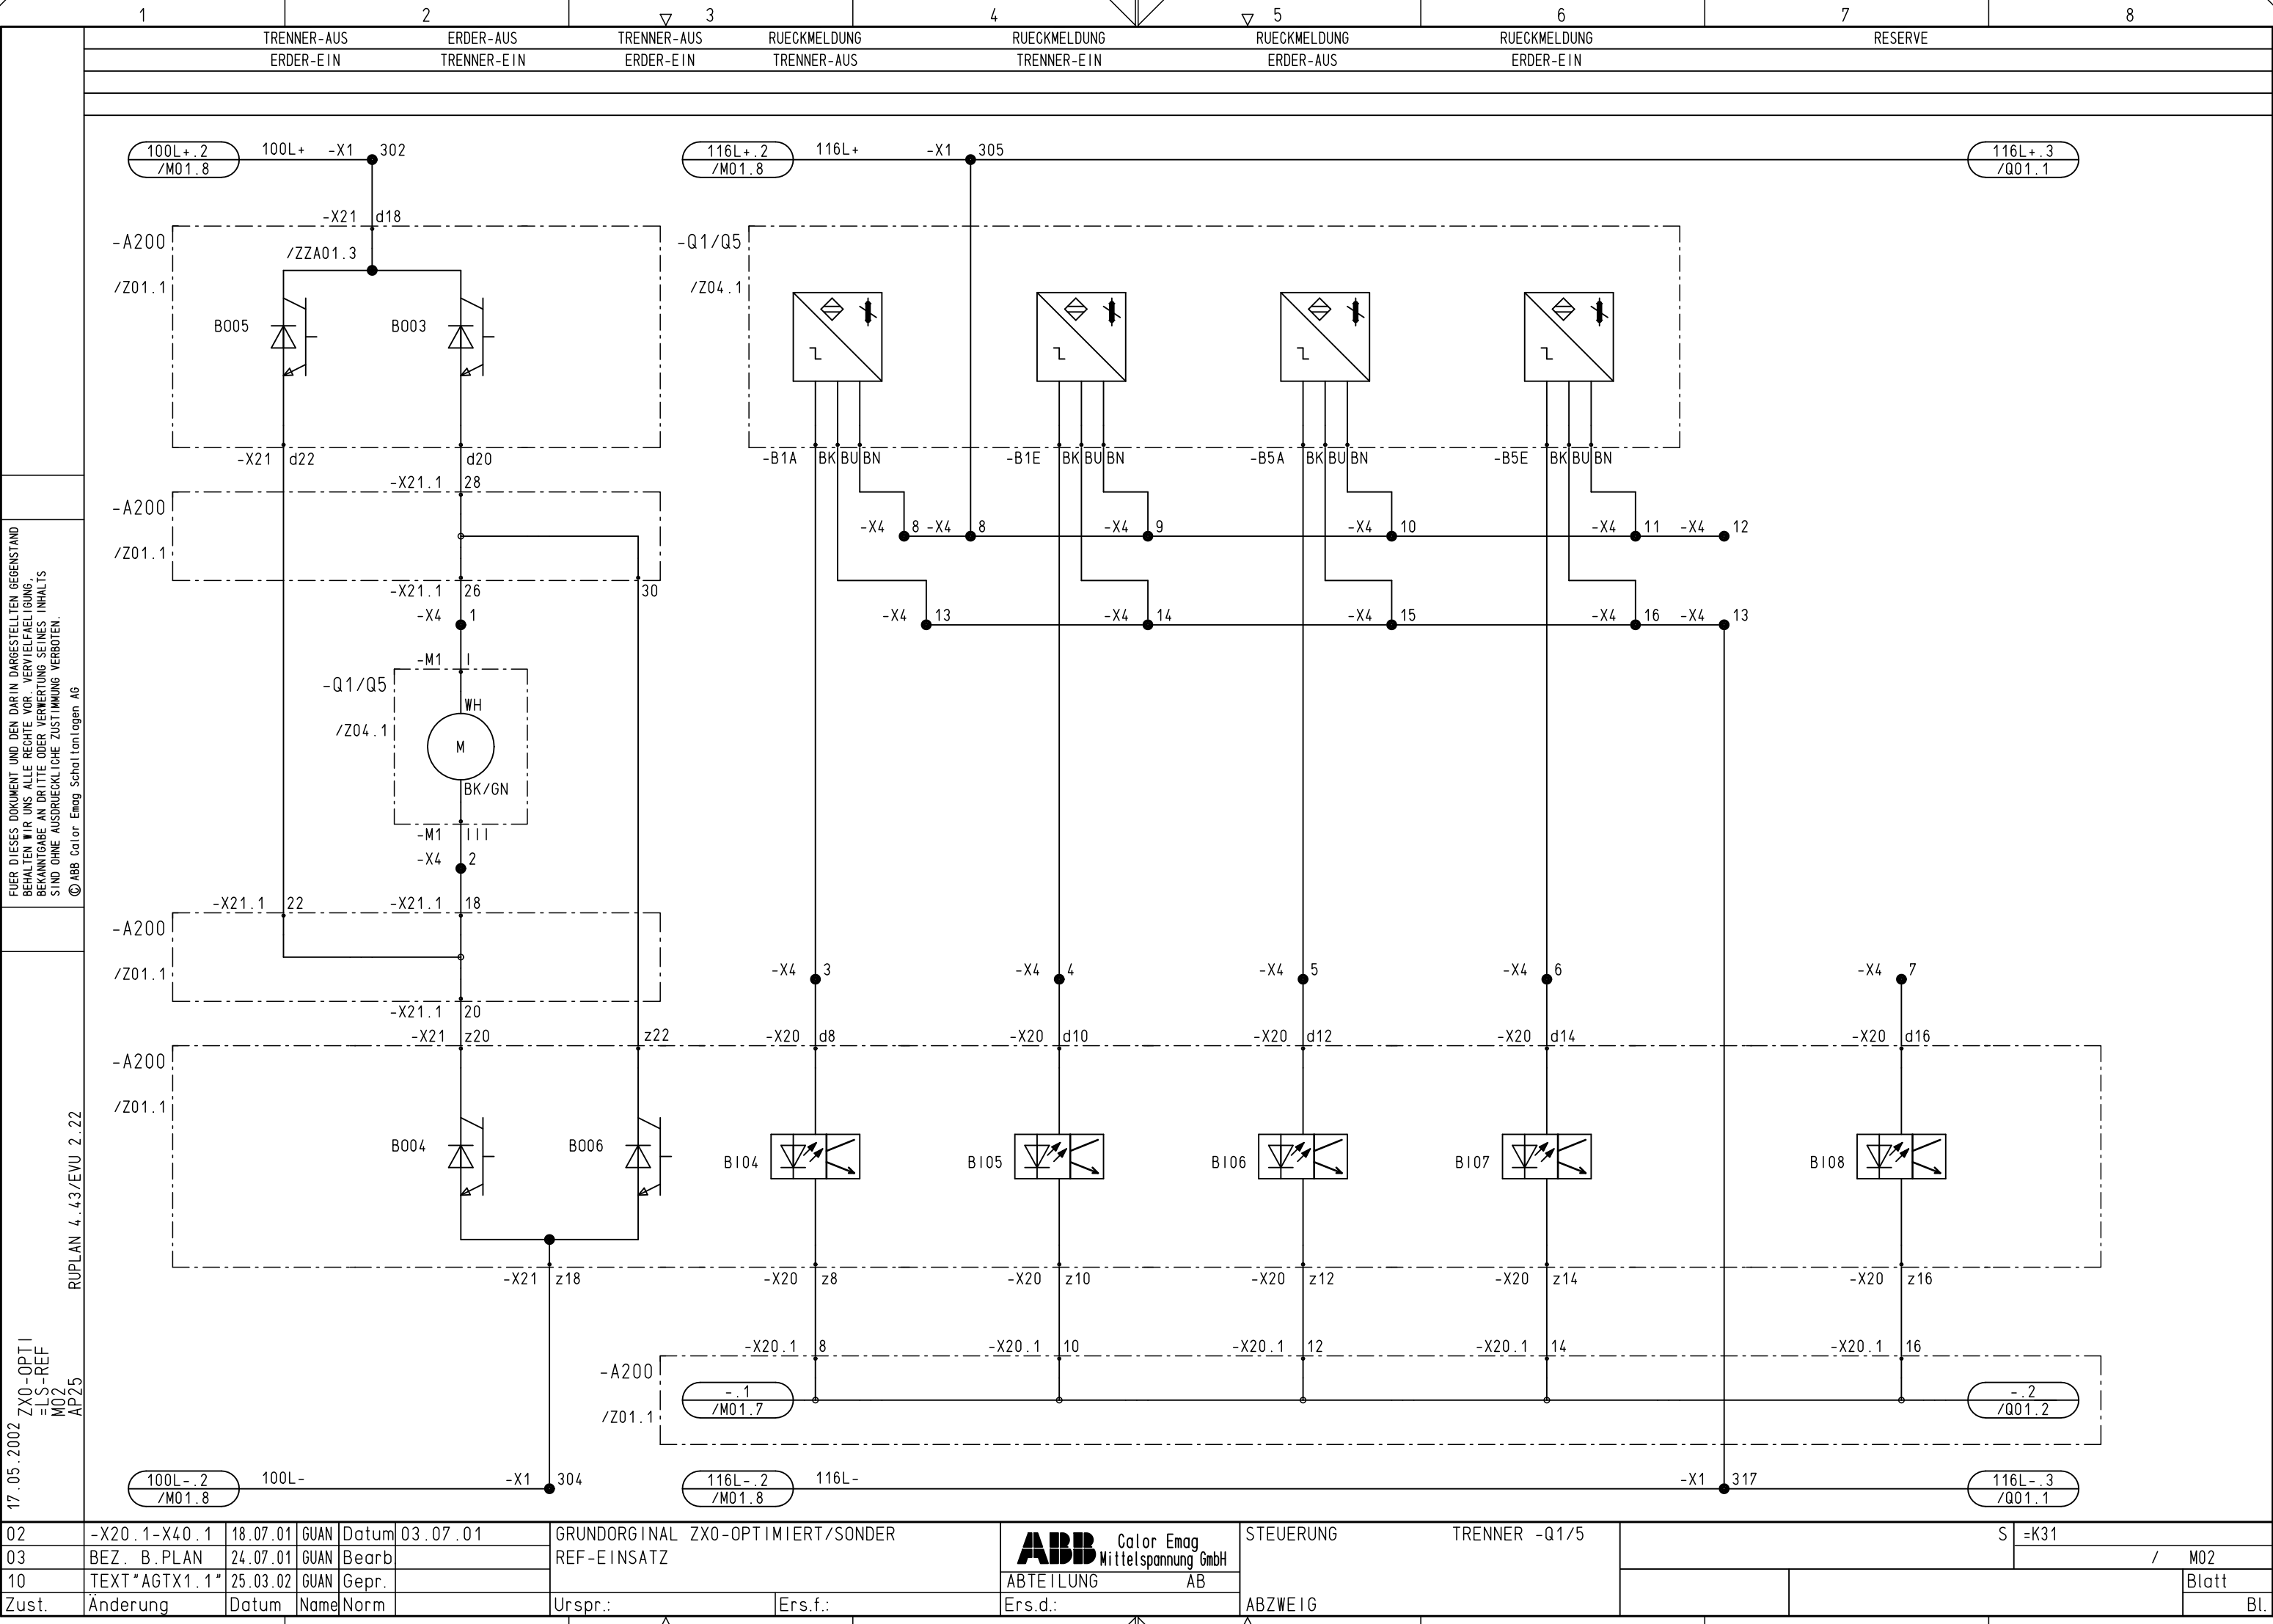 1 2 3 4 5 6 7 8
TRENNER-AUS ERDER-AUS TRENNER-AUS RUECKMELDUNG RUECKMELDUNG RUECKMELDUNG RUECKMELDUNG RESERVE
ERDER-EIN TRENNER-EIN ERDER-EIN TRENNER-AUS TRENNER-EIN ERDER-AUS ERDER-EIN
100L+.2 100L+ -X1 302 116L+.2 116L+ -X1 305 116L+.3
/M01.8 /M01.8 /Q01.1
-X21 d18
-A200 -Q1/Q5
/ZZA01.3
/Z01.1 /Z04.1
BO05 BO03
-X21 d22 d20 -B1A BK BU BN -B1E BK BU BN -B5A BK BU BN -B5E BK BU BN
-X21.1 28
-A200
-X4 8 -X4 8 -X4 9 -X4 10 -X4 11 -X4 12
/Z01.1
-X21.1 26 30
-X4 1 -X4 13 -X4 14 -X4 15 -X4 16 -X4 13
-M1 I
-Q1/Q5
WH
/Z04.1
M
BK/GN
-M1 III
-X4 2
-X21.1 22 -X21.1 18
-A200
/Z01.1 -X4 3 -X4 4 -X4 5 -X4 6 -X4 7
-X21.1 20
-X21 z20 z22 -X20 d8 -X20 d10 -X20 d12 -X20 d14 -X20 d16
-A200
/Z01.1
BO04 BO06 BI04 BI05 BI06 BI07 BI08
-X21 z18 -X20 z8 -X20 z10 -X20 z12 -X20 z14 -X20 z16
-X20.1 8 -X20.1 10 -X20.1 12 -X20.1 14 -X20.1 16
-A200
-.1 -.2
/Z01.1 /M01.7 /Q01.2
100L-.2 100L- -X1 304 116L-.2 116L- -X1 317 116L-.3
/M01.8 /M01.8 /Q01.1
FUER DIESES DOKUMENT UND DEN DARIN DARGESTELLTEN GEGENSTAND
BEHALTEN WIR UNS ALLE RECHTE VOR. VERVIELFAELIGUNG,
BEKANNTGABE AN DRITTE ODER VERWERTUNG SEINES INHALTS
SIND OHNE AUSDRUECKLICHE ZUSTIMMUNG VERBOTEN.
© ABB Calor Emag Schaltanlagen AG
RUPLAN 4.43/EVU 2.22
17.05.2002
ZX0-OPTI
=LS-REF
M02
AP25
02 -X20.1-X40.1 18.07.01 GUAN Datum 03.07.01
03 BEZ. B.PLAN 24.07.01 GUAN Bearb
10 TEXT"AGTX1.1" 25.03.02 GUAN Gepr.
Zust. Änderung Datum Name Norm
GRUNDORGINAL ZX0-OPTIMIERT/SONDER
REF-EINSATZ
Urspr.: Ers.f.: Ers.d.:
ABB Calor Emag
Mittelspannung GmbH
ABTEILUNG AB
STEUERUNG TRENNER -Q1/5
ABZWEIG
S =K31
/ M02
Blatt
Bl.